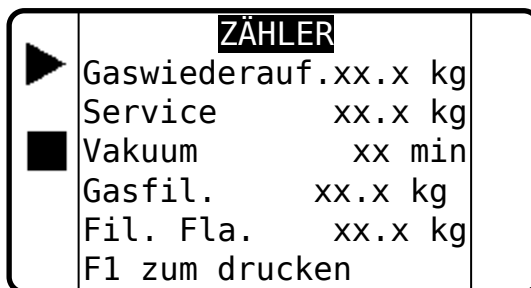 ZÄHLER
Gaswiederauf.xx.x kg
Service xx.x kg
Vakuum xx min
Gasfil. xx.x kg
Fil. Fla. xx.x kg
F1 zum drucken